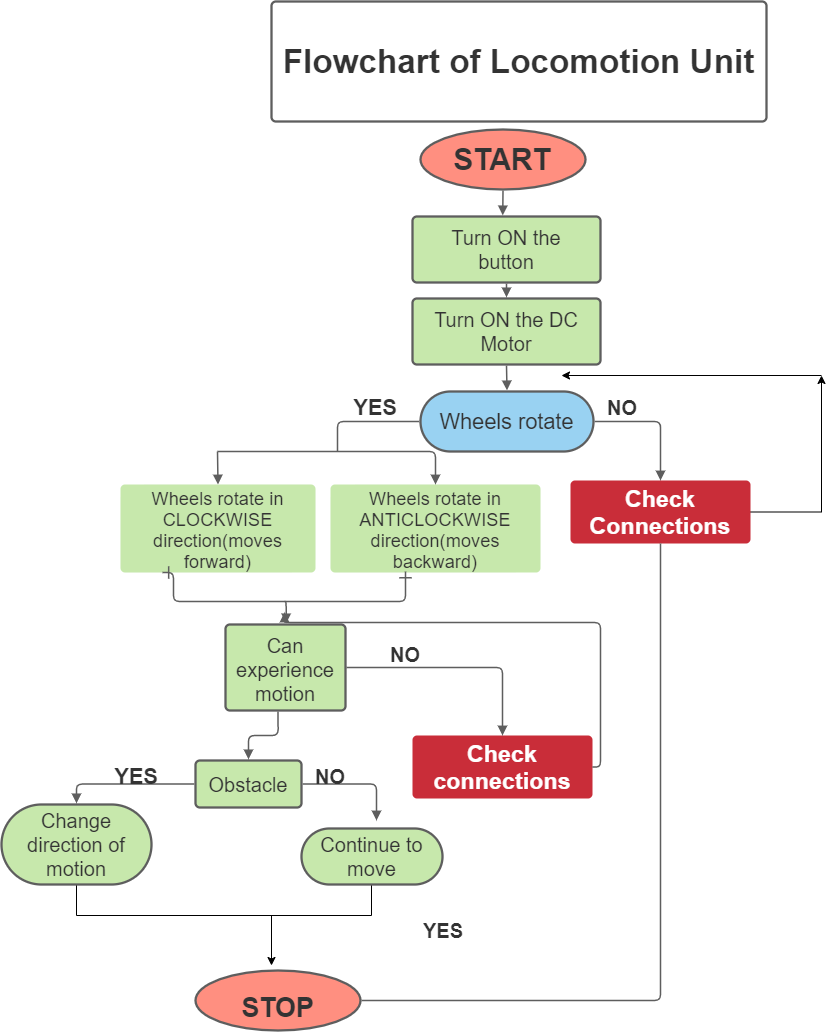 Flowchart of Locomotion Unit
START
Turn ON the
button
Turn ON the DC
Motor
YES
Wheels rotate
NO
Wheels rotate in
CLOCKWISE
direction(moves
forward)
Wheels rotate in
ANTICLOCKWISE
direction(moves
backward)
Check
Connections
Can
experience
motion
NO
Check
connections
YES
Obstacle
NO
Change
direction of
motion
Continue to
move
YES
STOP